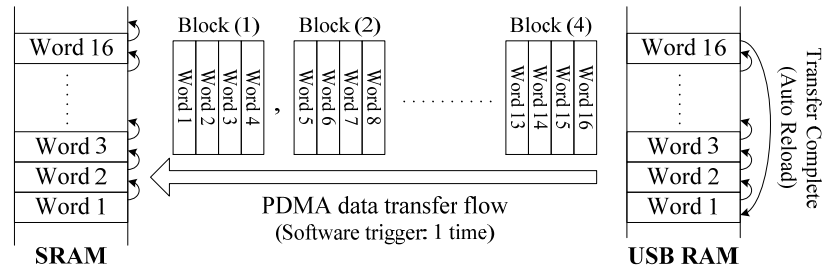 Block (1)
Block (2)
Block (4)
Word 16
. . . . . .
Word 3
Word 2
Word 1
SRAM
Word 1
Word 2
Word 3
Word 4
,
Word 5
Word 6
Word 7
Word 8
. . . . . . . . . . .
Word 13
Word 14
Word 15
Word 16
PDMA data transfer flow
(Software trigger: 1 time)
Word 16
. . . . . .
Word 3
Word 2
Word 1
USB RAM
Transfer Complete
(Auto Reload)